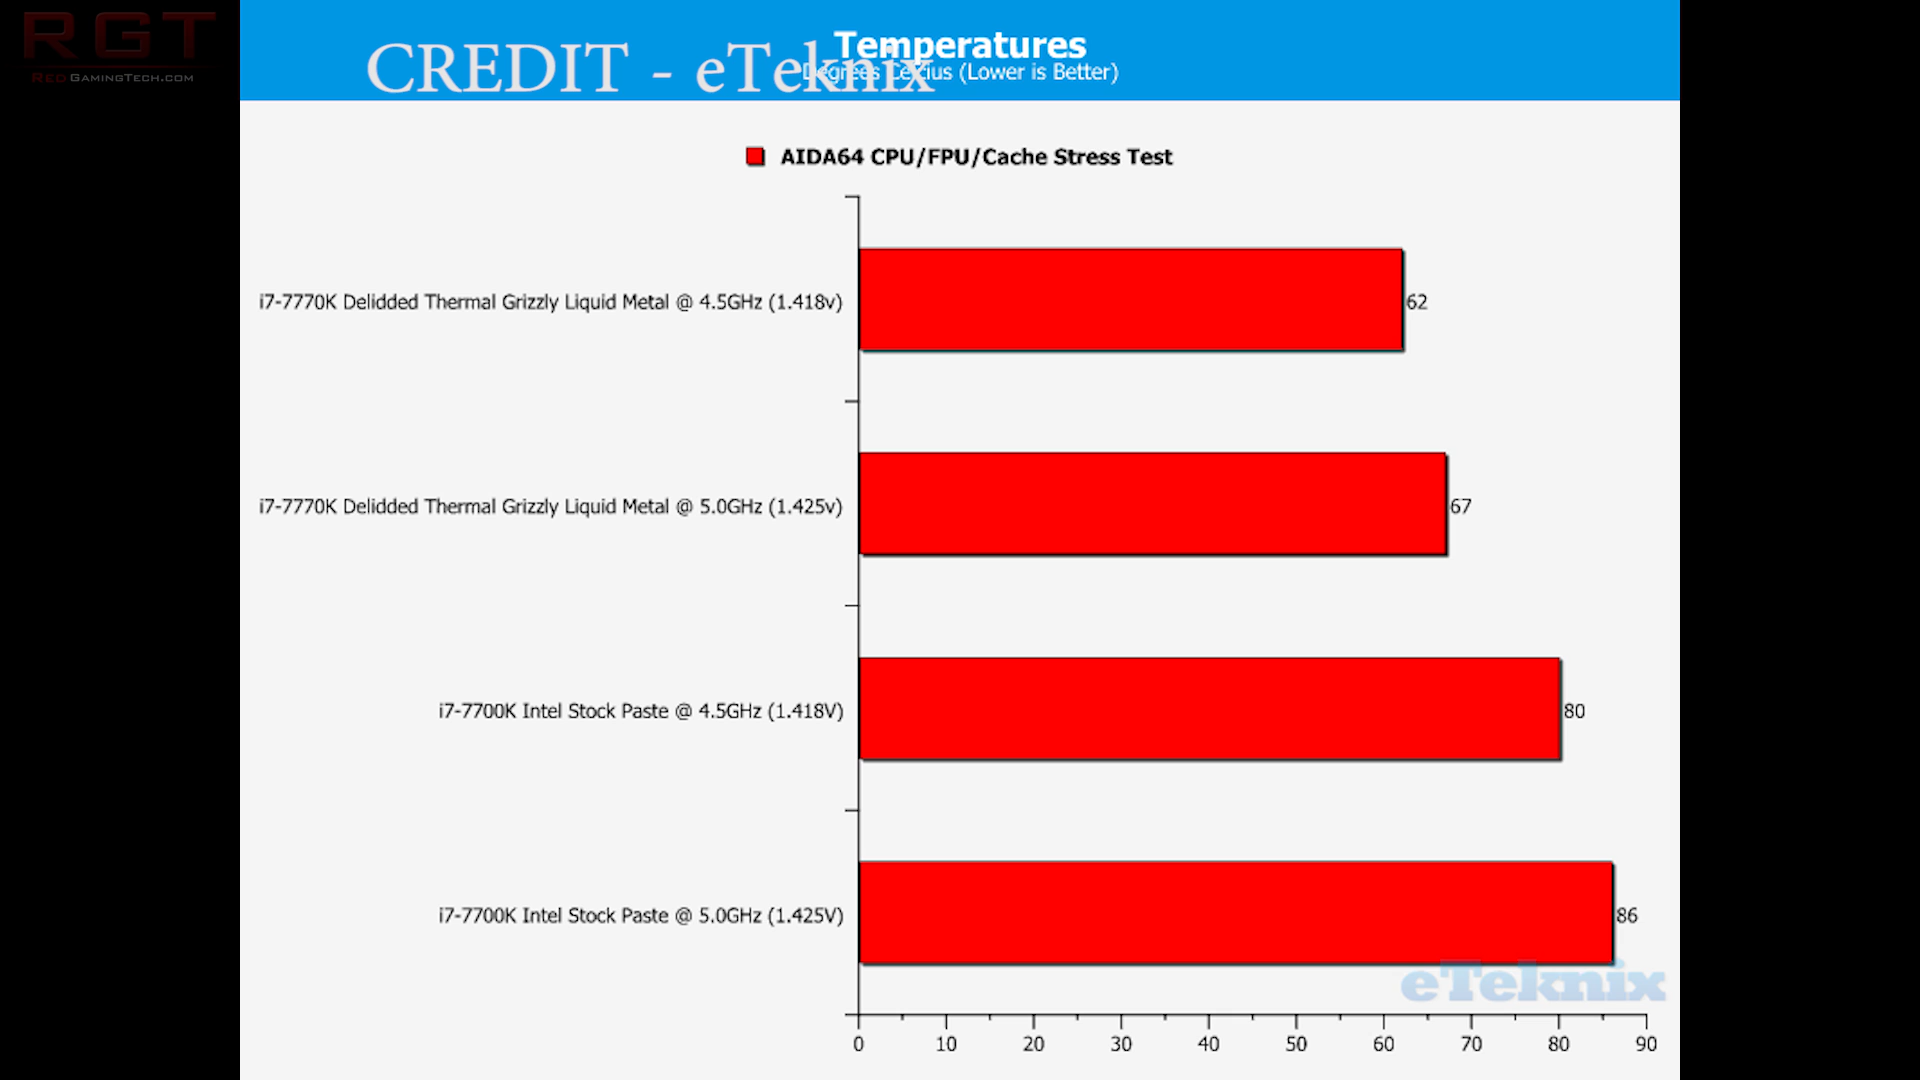 RGT
REDGAMINGTECH.COM
CREDIT - eTeknix
Temperatures
Degrees Celcius (Lower is Better)
AIDA64 CPU/FPU/Cache Stress Test
i7-7770K Delidded Thermal Grizzly Liquid Metal @ 4.5GHz (1.418v)
62
i7-7770K Delidded Thermal Grizzly Liquid Metal @ 5.0GHz (1.425v)
67
i7-7700K Intel Stock Paste @ 4.5GHz (1.418V)
80
i7-7700K Intel Stock Paste @ 5.0GHz (1.425V)
86
eTeknix
0 10 20 30 40 50 60 70 80 90